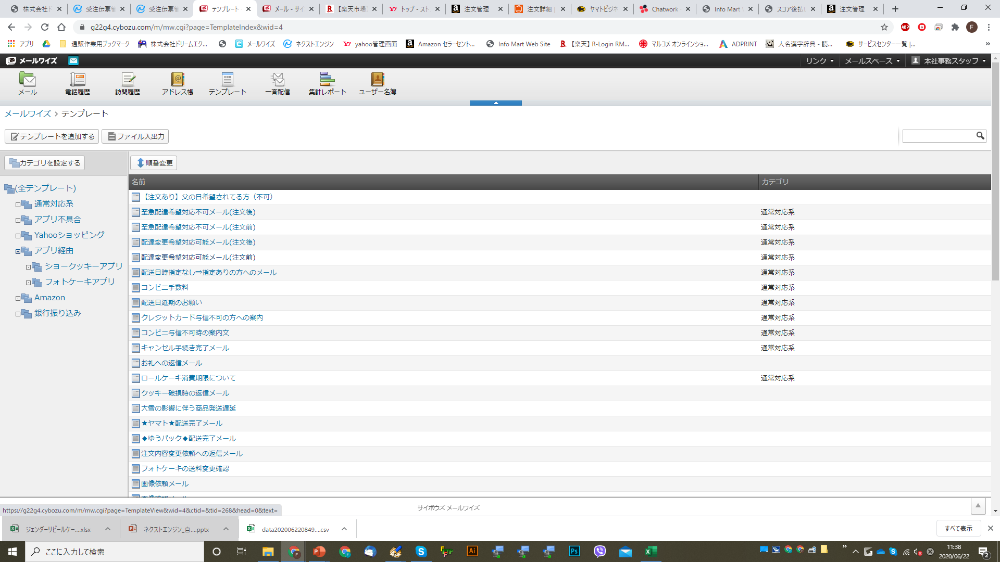 株式会社ド
受注伝票管
受注伝票管
テンプレート
メール - サイ
【楽天市場】
トップ - スト
注文管理
注文詳細
ヤマトビジネ
Chatwork
Info Mart
スコア後払い
注文管理
g22g4.cybozu.com/m/mw.cgi?page=TemplateIndex&wid=4
アプリ
通販作業用ブックマーク
株式会社ドリームエク...
メールワイズ
ネクストエンジン
yahoo管理画面
Amazon セラーセント...
Info Mart Web Site
【楽天】R-Login RM...
マルコメ オンラインショ...
ADPRINT
人名漢字辞典 - 読...
サービスセンター一覧 |...
メールワイズ
リンク
メールスペース
本社事務スタッフ
メール
電話履歴
訪問履歴
アドレス帳
テンプレート
一斉配信
集計レポート
ユーザー名簿
メールワイズ > テンプレート
テンプレートを追加する
ファイル入出力
カテゴリを設定する
順番変更
(全テンプレート)
通常対応系
アプリ不具合
Yahooショッピング
アプリ経由
ショークッキーアプリ
フォトケーキアプリ
Amazon
銀行振り込み
名前
カテゴリ
【注文あり】父の日希望されてる方（不可）
至急配達希望対応不可メール(注文後) 通常対応系
至急配達希望対応不可メール(注文前) 通常対応系
配達変更希望対応可能メール(注文後) 通常対応系
配達変更希望対応可能メール(注文前) 通常対応系
配送日時指定なし⇒指定ありの方へのメール 通常対応系
コンビニ手数料 通常対応系
配送日延期のお願い 通常対応系
クレジットカード与信不可の方への案内 通常対応系
コンビニ与信不可時の案内文 通常対応系
キャンセル手続き完了メール 通常対応系
お礼への返信メール
ロールケーキ消費期限について 通常対応系
クッキー破損時の返信メール
大雪の影響に伴う商品発送遅延
★ヤマト★配送完了メール
◆ゆうパック◆配送完了メール
注文内容変更依頼への返信メール
フォトケーキの送料変更確認
画像依頼メール
https://g22g4.cybozu.com/m/mw.cgi?page=TemplateView&wid=4&ctid=&tid=268&head=0&text=
サイボウズ メールワイズ
ジェンダーリビールケー....xlsx
ネクストエンジン_自....pptx
data202006220849....csv
すべて表示
ここに入力して検索
11:38
2020/06/22
2